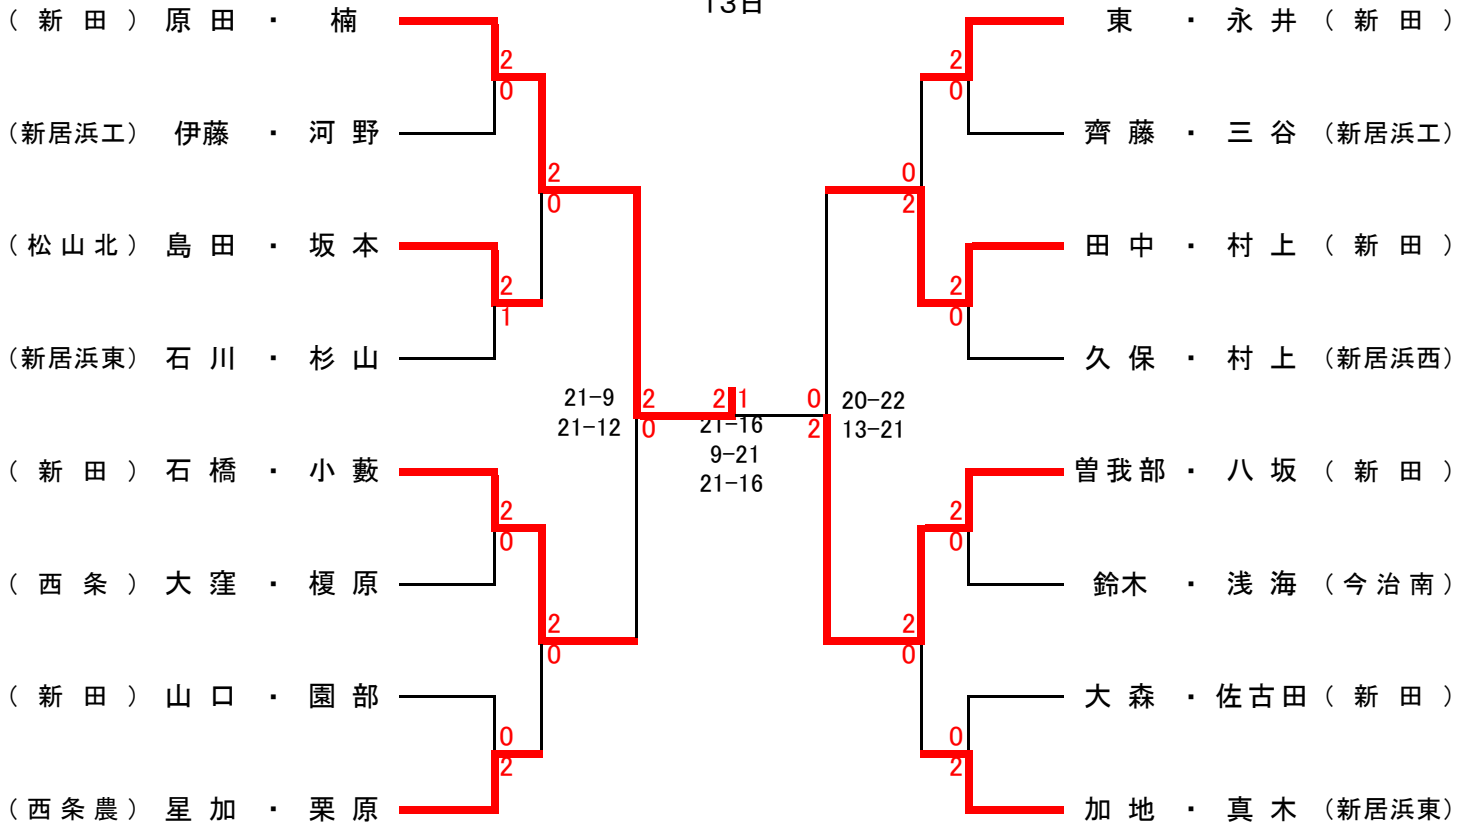 13日
(新田) 原田 ・ 楠
2
0
(新居浜工) 伊藤 ・ 河野
2
0
(松山北) 島田 ・ 坂本
2
1
(新居浜東) 石川 ・ 杉山
21-9
21-12
2
0
2 1
21-16
9-21
21-16
0
2
20-22
13-21
(新田) 石橋 ・ 小藪
2
0
(西条) 大窪 ・ 榎原
2
0
(新田) 山口 ・ 園部
0
2
(西条農) 星加 ・ 栗原
東 ・ 永井 (新田)
2
0
齊藤 ・ 三谷 (新居浜工)
0
2
田中 ・ 村上 (新田)
2
0
久保 ・ 村上 (新居浜西)
曽我部 ・ 八坂 (新田)
2
0
鈴木 ・ 浅海 (今治南)
2
0
大森 ・ 佐古田 (新田)
0
2
加地 ・ 真木 (新居浜東)